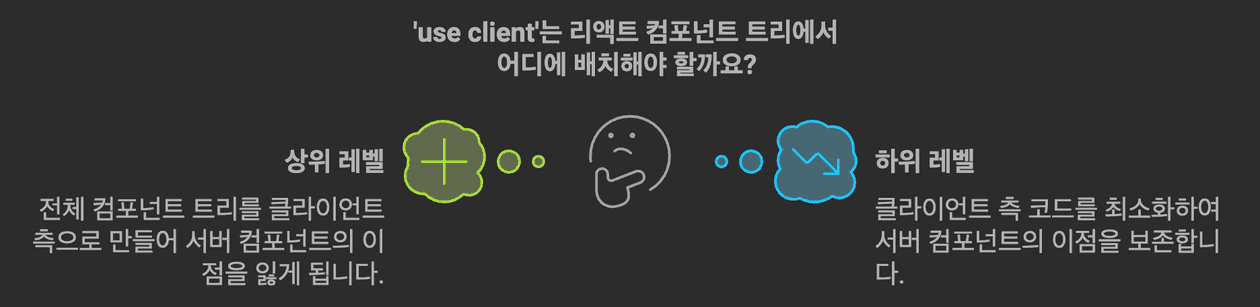 'use client'는 리액트 컴포넌트 트리에서
어디에 배치해야 할까요?
상위 레벨
전체 컴포넌트 트리를 클라이언트
측으로 만들어 서버 컴포넌트의 이
점을 잃게 됩니다.
하위 레벨
클라이언트 측 코드를 최소화하여
서버 컴포넌트의 이점을 보존합니
다.